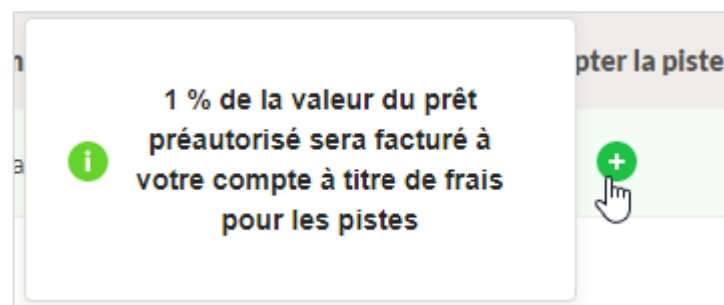 pter la piste
1 % de la valeur du prêt
préautorisé sera facturé à
votre compte à titre de frais
pour les pistes